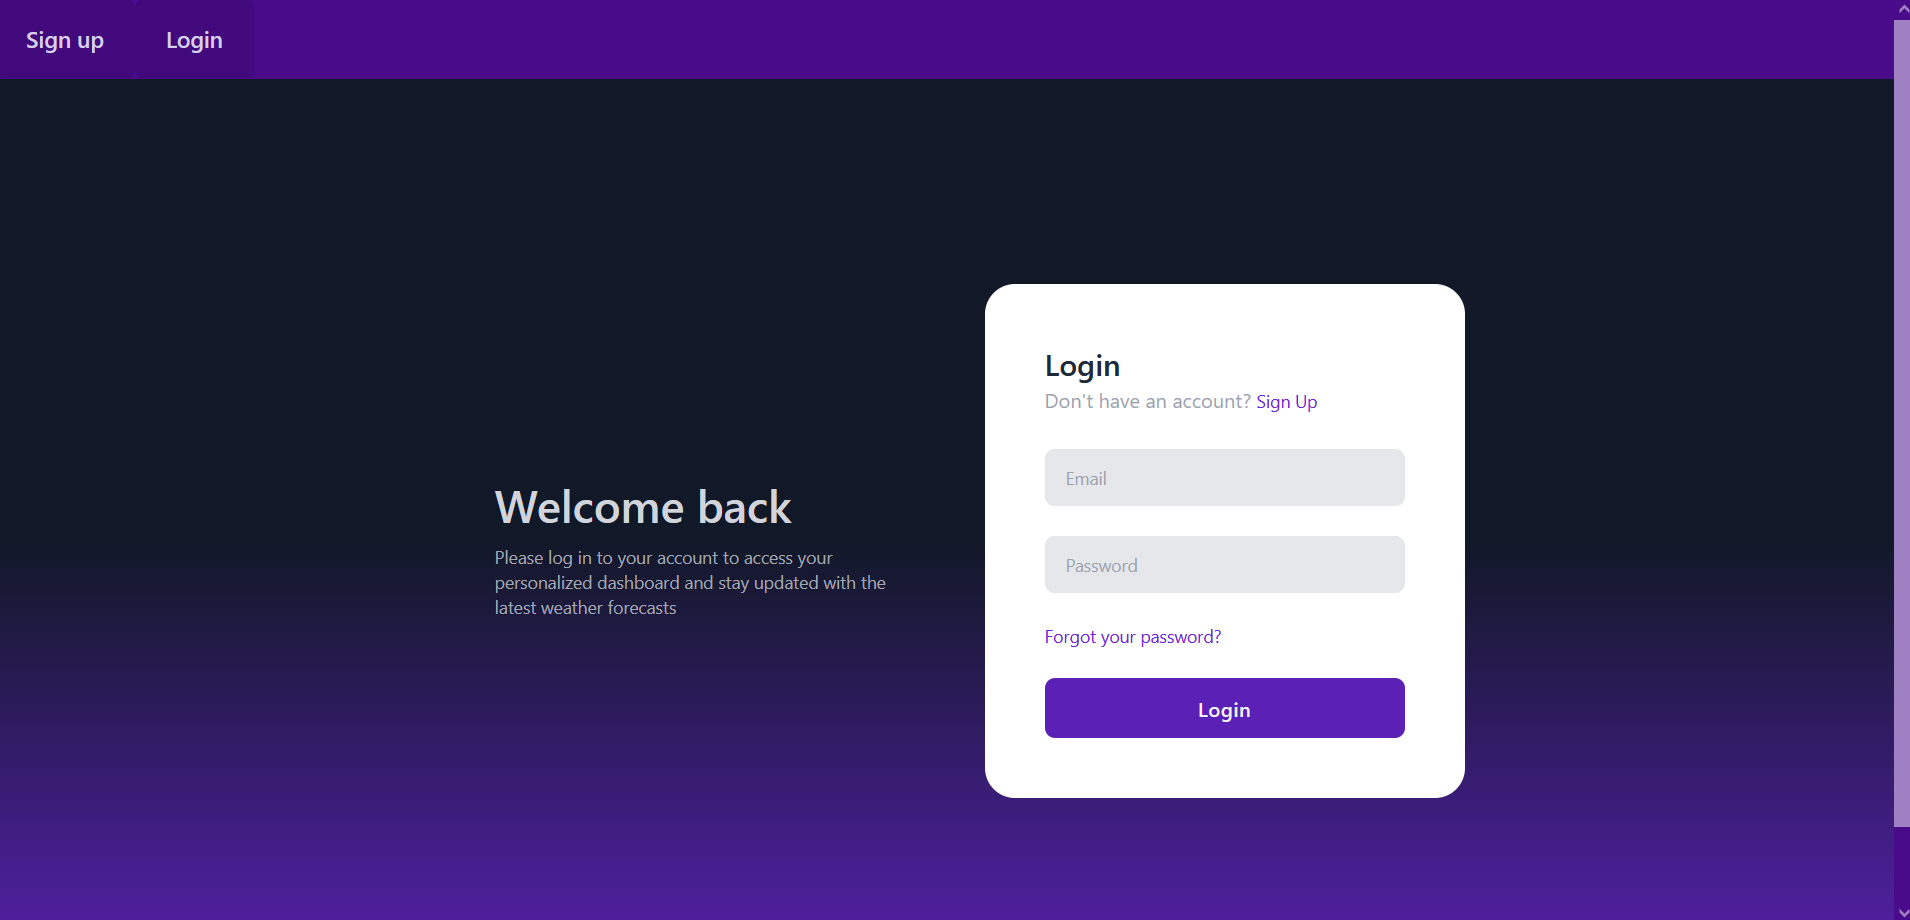 Sign up
Login
Welcome back
Please log in to your account to access your
personalized dashboard and stay updated with the
latest weather forecasts
Login
Don't have an account? Sign Up
Email
Password
Forgot your password?
Login